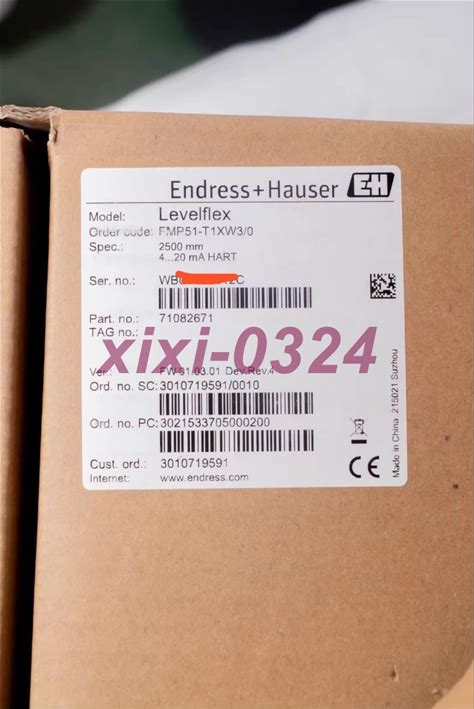 Endress+Hauser EH
Model: Levelflex
Order code: FMP51-T1XW3/0
Spec.: 2500 mm
4...20 mA HART
Ser. no.: WB
Part. no.: 71082671
TAG no.:
xixi-0324
Ver.: FW 01.03.01 Dev.Rev.4
Ord. no. SC: 3010719591/0010
Ord. no. PC: 3021533705000200
Cust. ord.: 3010719591
Internet: www.endress.com
CE
Made in China, 215021 Suzhou